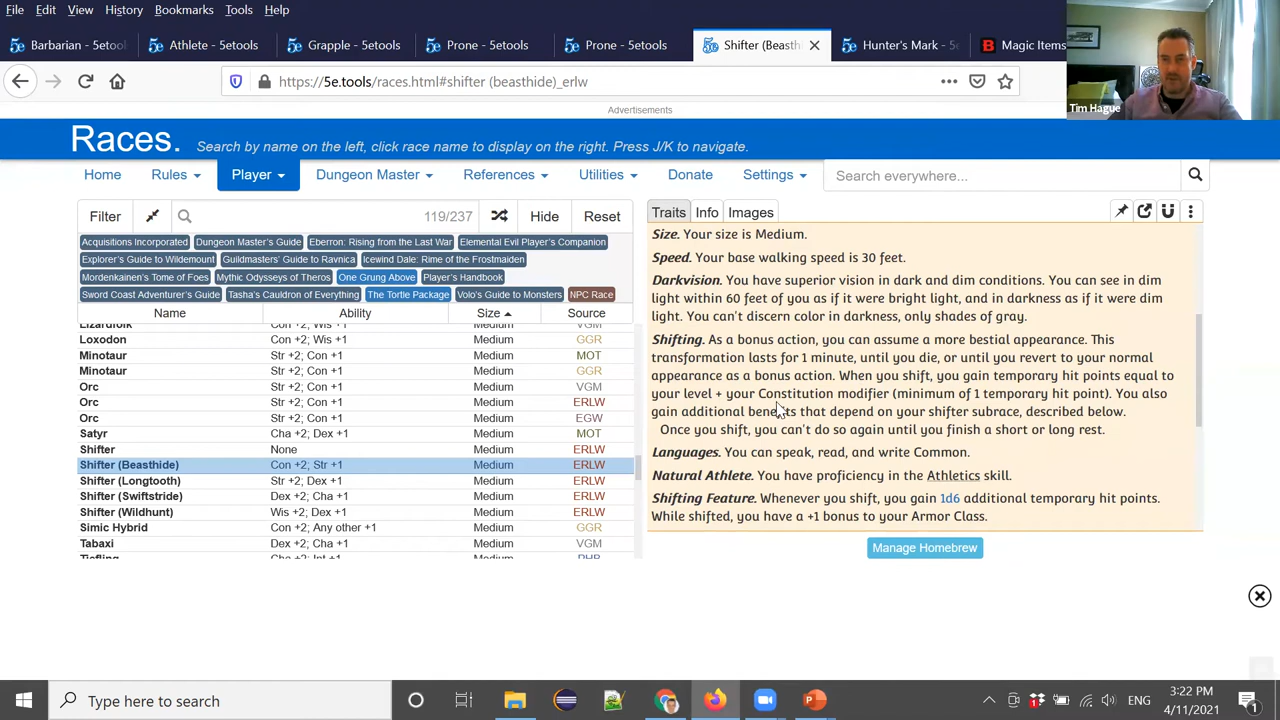 File Edit View History Bookmarks Tools Help
Barbarian - 5etool
Athlete - 5etools
Grapple - 5etools
Prone - 5etools
Prone - 5etools
Shifter (Beasth
Hunter's Mark - 5e
Magic Items
https://5e.tools/races.html#shifter (beasthide)_erlw
Tim Hague
Advertisements
Races. Search by name on the left, click race name to display on the right. Press J/K to navigate.
Home Rules Player Dungeon Master References Utilities Donate Settings Search everywhere...
Filter 119/237 Hide Reset
Acquisitions Incorporated Dungeon Master's Guide Eberron: Rising from the Last War Elemental Evil Player's Companion
Explorer's Guide to Wildemount Guildmasters' Guide to Ravnica Icewind Dale: Rime of the Frostmaiden
Mordenkainen's Tome of Foes Mythic Odysseys of Theros One Grung Above Player's Handbook
Sword Coast Adventurer's Guide Tasha's Cauldron of Everything The Tortle Package Volo's Guide to Monsters NPC Race
Name Ability Size Source
Lizardfolk Con +2; Wis +1 Medium VGM
Loxodon Con +2; Wis +1 Medium GGR
Minotaur Str +2; Con +1 Medium MOT
Minotaur Str +2; Con +1 Medium GGR
Orc Str +2; Con +1 Medium VGM
Orc Str +2; Con +1 Medium ERLW
Orc Str +2; Con +1 Medium EGW
Satyr Cha +2; Dex +1 Medium MOT
Shifter None Medium ERLW
Shifter (Beasthide) Con +2; Str +1 Medium ERLW
Shifter (Longtooth) Str +2; Dex +1 Medium ERLW
Shifter (Swiftstride) Dex +2; Cha +1 Medium ERLW
Shifter (Wildhunt) Wis +2; Dex +1 Medium ERLW
Simic Hybrid Con +2; Any other +1 Medium GGR
Tabaxi Dex +2; Cha +1 Medium VGM
Tiefling Cha +2; Int +1 Medium PHB
Traits Info Images
Size. Your size is Medium.
Speed. Your base walking speed is 30 feet.
Darkvision. You have superior vision in dark and dim conditions. You can see in dim
light within 60 feet of you as if it were bright light, and in darkness as if it were dim
light. You can't discern color in darkness, only shades of gray.
Shifting. As a bonus action, you can assume a more bestial appearance. This
transformation lasts for 1 minute, until you die, or until you revert to your normal
appearance as a bonus action. When you shift, you gain temporary hit points equal to
your level + your Constitution modifier (minimum of 1 temporary hit point). You also
gain additional benefits that depend on your shifter subrace, described below.
Once you shift, you can't do so again until you finish a short or long rest.
Languages. You can speak, read, and write Common.
Natural Athlete. You have proficiency in the Athletics skill.
Shifting Feature. Whenever you shift, you gain 1d6 additional temporary hit points.
While shifted, you have a +1 bonus to your Armor Class.
Manage Homebrew
Type here to search
ENG
3:22 PM
4/11/2021